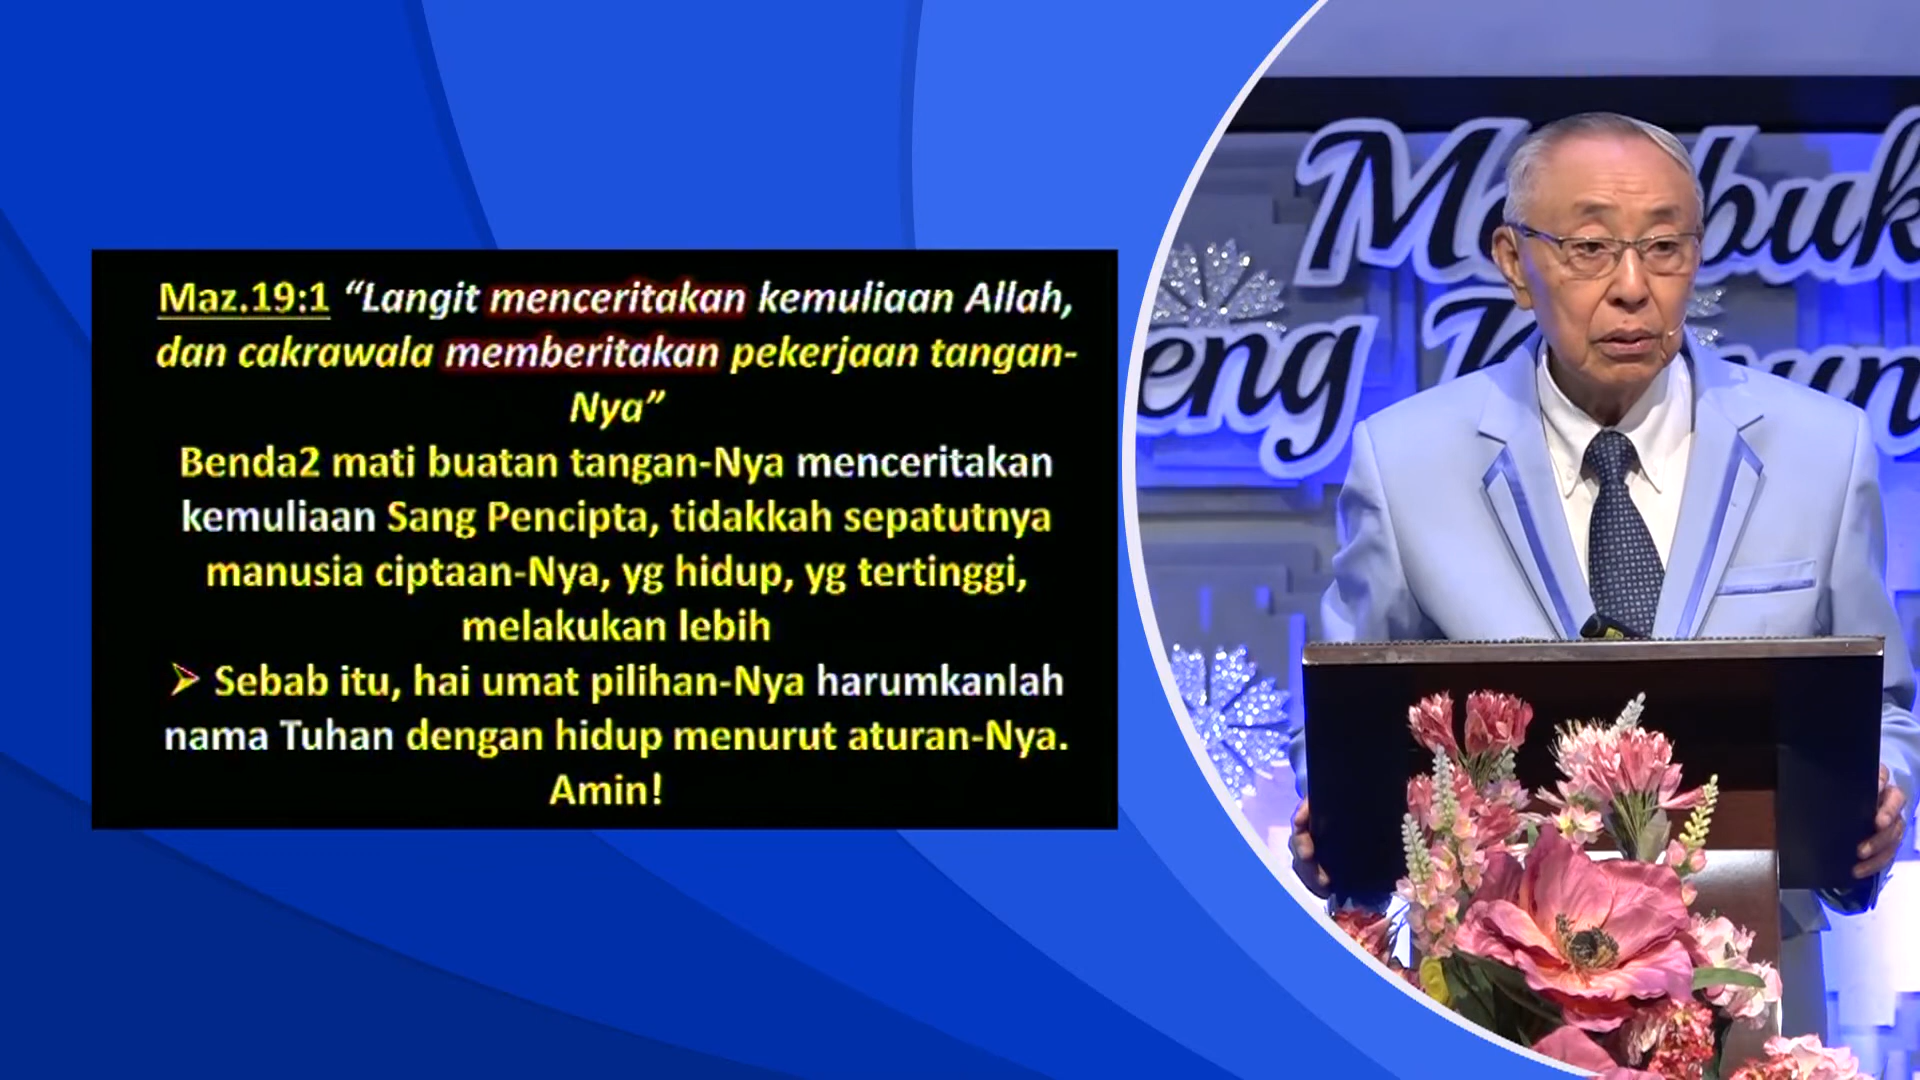 Maz.19:1 “Langit menceritakan kemuliaan Allah,
dan cakrawala memberitakan pekerjaan tangan-
Nya”
Benda2 mati buatan tangan-Nya menceritakan
kemuliaan Sang Pencipta, tidakkah sepatutnya
manusia ciptaan-Nya, yg hidup, yg tertinggi,
melakukan lebih
➢ Sebab itu, hai umat pilihan-Nya harumkanlah
nama Tuhan dengan hidup menurut aturan-Nya.
Amin!